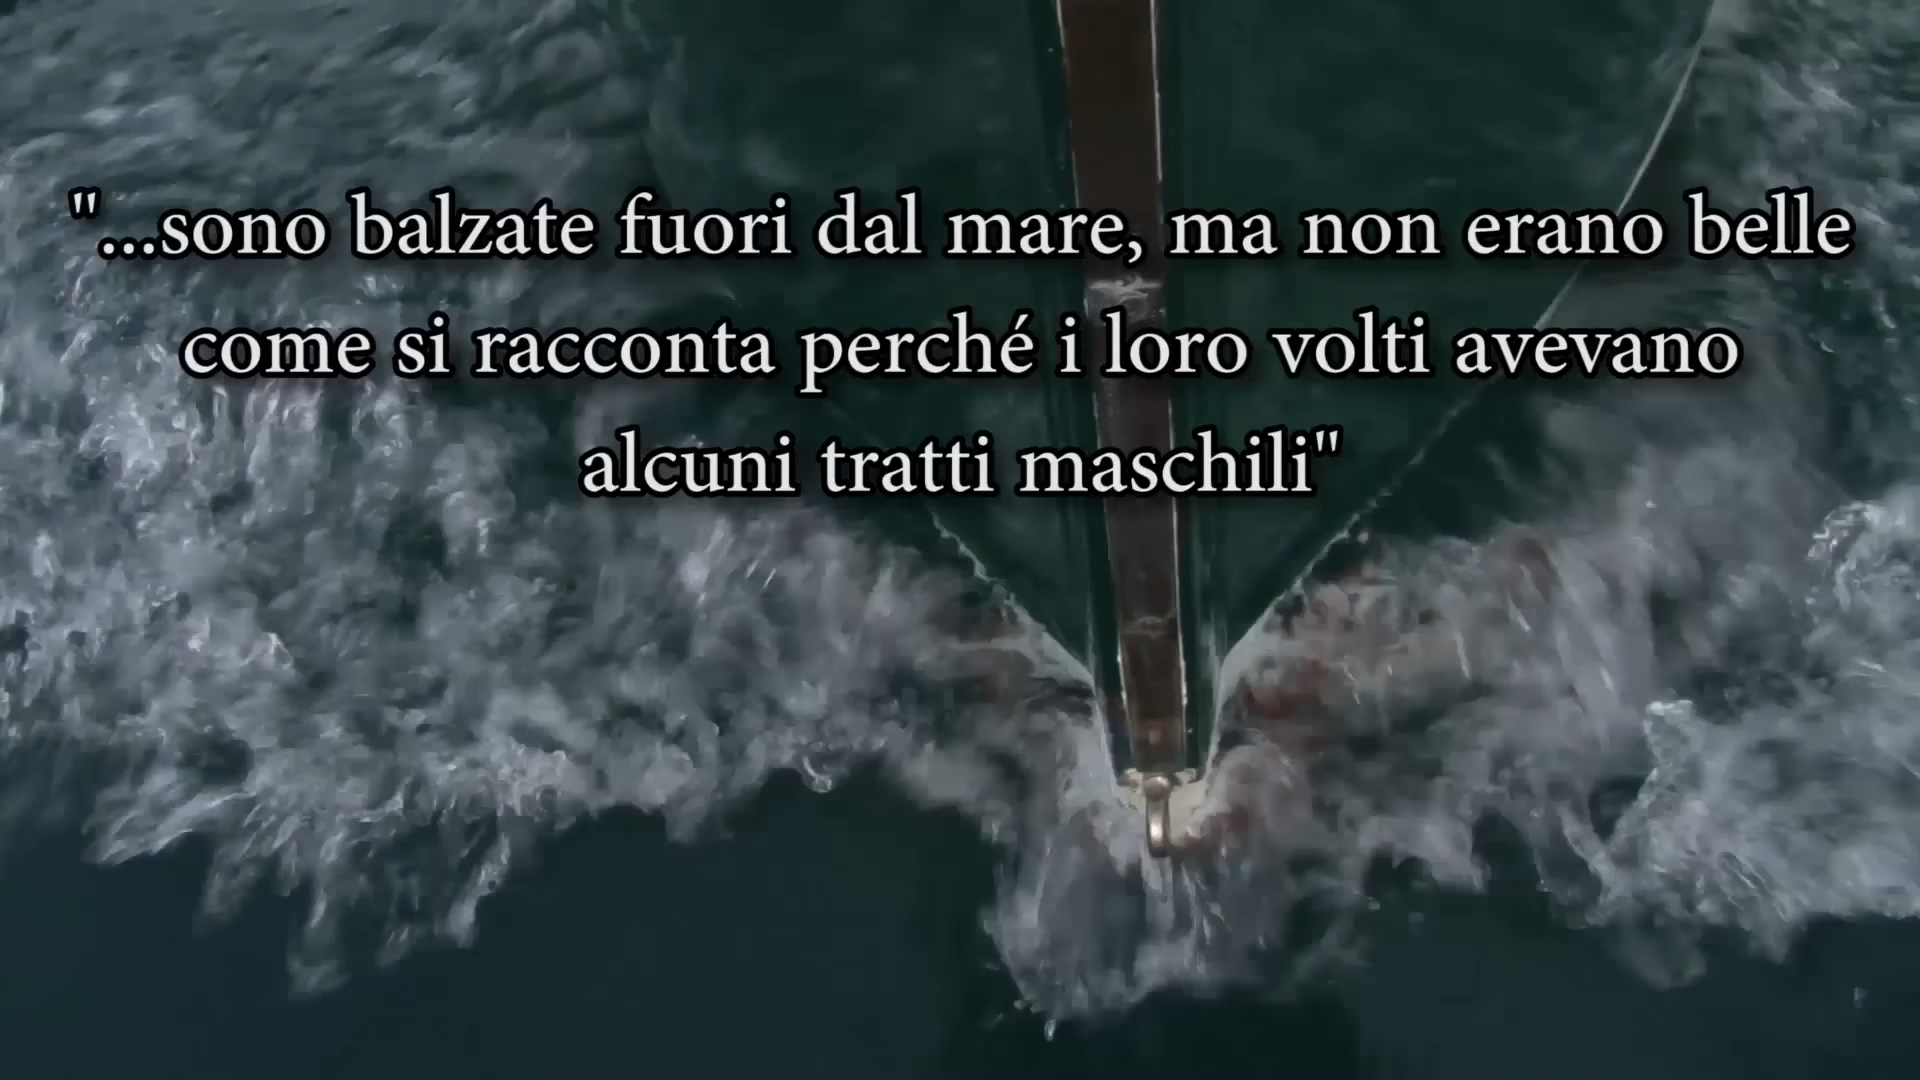 "...sono balzate fuori dal mare, ma non erano belle
come si racconta perché i loro volti avevano
alcuni tratti maschili"